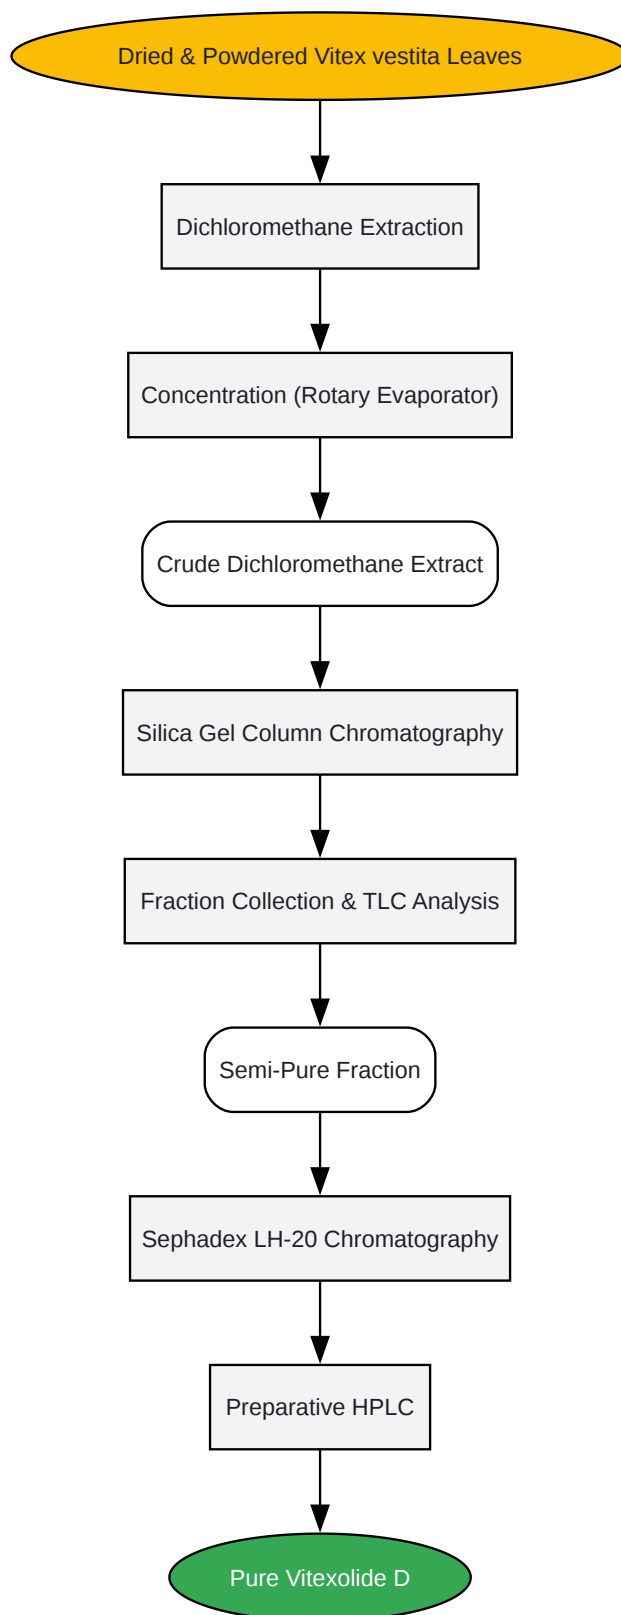 Dried & Powdered Vitex vestita Leaves
Dichloromethane Extraction
Concentration (Rotary Evaporator)
Crude Dichloromethane Extract
Silica Gel Column Chromatography
Fraction Collection & TLC Analysis
Semi-Pure Fraction
Sephadex LH-20 Chromatography
Preparative HPLC
Pure Vitexolide D